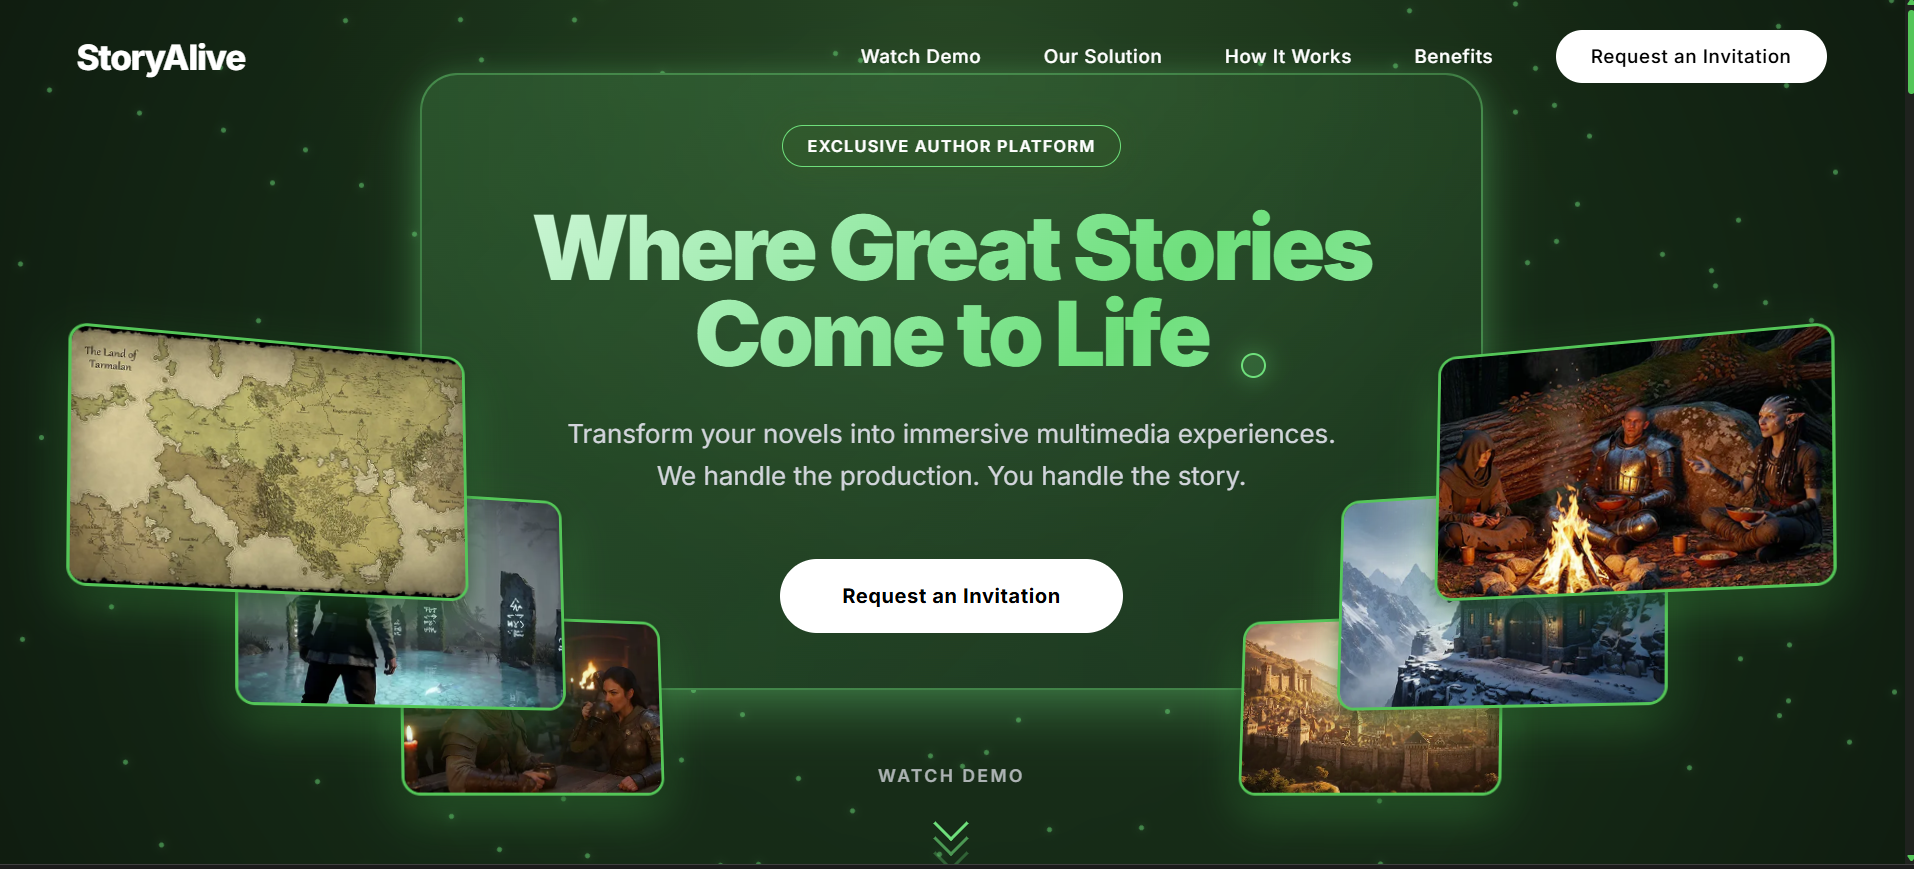 StoryAlive
Watch Demo
Our Solution
How It Works
Benefits
Request an Invitation
EXCLUSIVE AUTHOR PLATFORM
Where Great Stories
Come to Life
Transform your novels into immersive multimedia experiences.
We handle the production. You handle the story.
Request an Invitation
The Land of
Tarmalan
WATCH DEMO